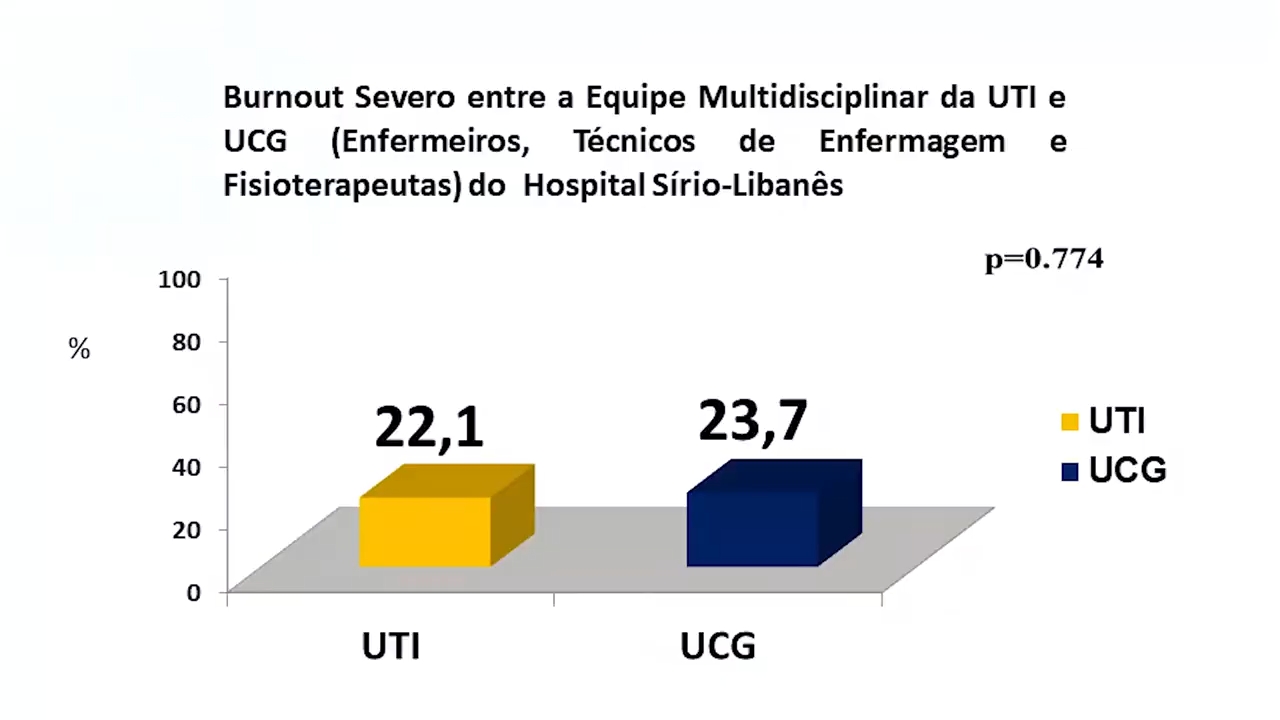 Burnout Severo entre a Equipe Multidisciplinar da UTI e
UCG (Enfermeiros, Técnicos de Enfermagem e
Fisioterapeutas) do Hospital Sírio-Libanês
p=0.774
100
%
80
60
40
20
0
22,1
23,7
UTI
UCG
UTI
UCG